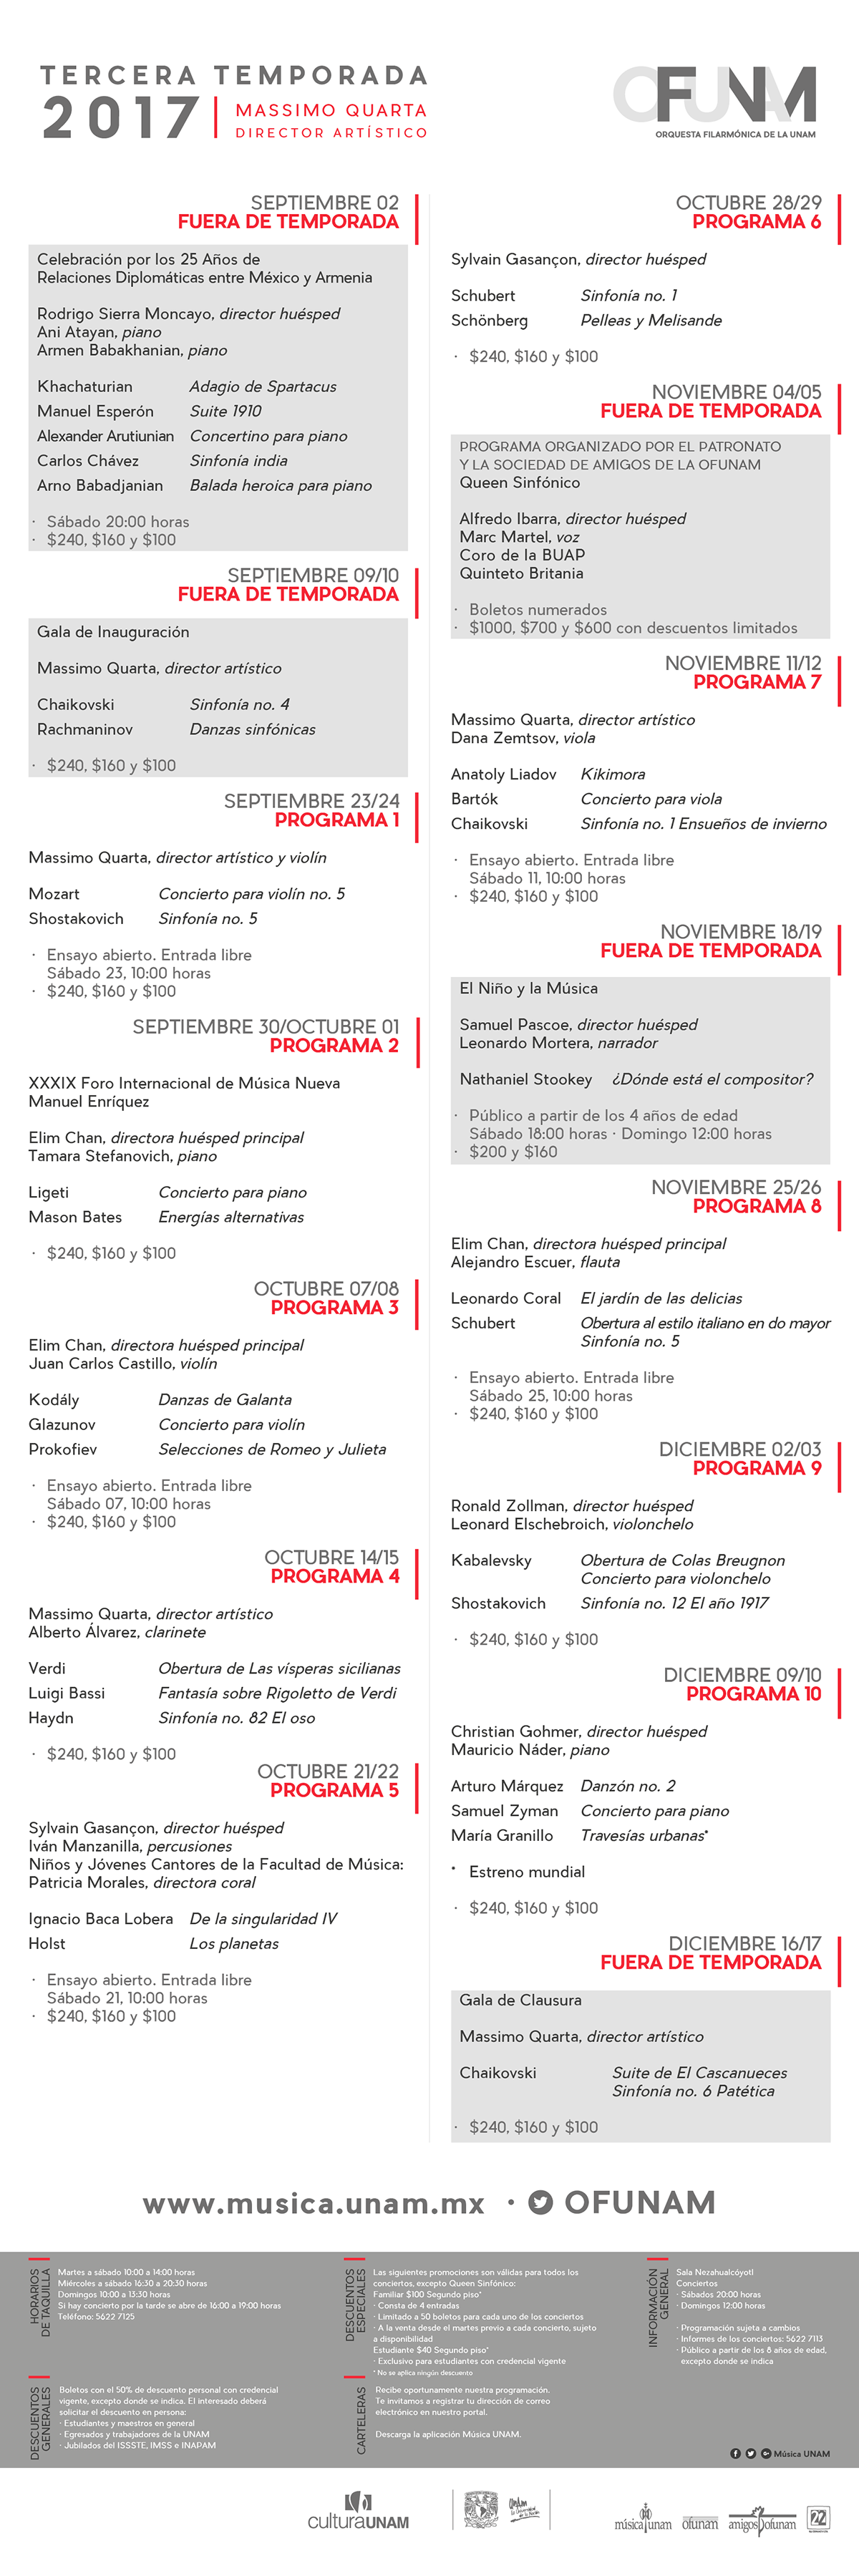 TERCERA TEMPORADA
2017
MASSIMO QUARTA
DIRECTOR ARTÍSTICO
OFUNAM
ORQUESTA FILARMÓNICA DE LA UNAM
SEPTIEMBRE 02
FUERA DE TEMPORADA
Celebración por los 25 Años de
Relaciones Diplomáticas entre México y Armenia
Rodrigo Sierra Moncayo, director huésped
Ani Atayan, piano
Armen Babakhanian, piano
Khachaturian Adagio de Spartacus
Manuel Esperón Suite 1910
Alexander Arutiunian Concertino para piano
Carlos Chávez Sinfonía india
Arno Babadjanian Balada heroica para piano
· Sábado 20:00 horas
· $240, $160 y $100
SEPTIEMBRE 09/10
FUERA DE TEMPORADA
Gala de Inauguración
Massimo Quarta, director artístico
Chaikovski Sinfonía no. 4
Rachmaninov Danzas sinfónicas
· $240, $160 y $100
SEPTIEMBRE 23/24
PROGRAMA 1
Massimo Quarta, director artístico y violín
Mozart Concierto para violín no. 5
Shostakovich Sinfonía no. 5
· Ensayo abierto. Entrada libre
Sábado 23, 10:00 horas
· $240, $160 y $100
SEPTIEMBRE 30/OCTUBRE 01
PROGRAMA 2
XXXIX Foro Internacional de Música Nueva
Manuel Enríquez
Elim Chan, directora huésped principal
Tamara Stefanovich, piano
Ligeti Concierto para piano
Mason Bates Energías alternativas
· $240, $160 y $100
OCTUBRE 07/08
PROGRAMA 3
Elim Chan, directora huésped principal
Juan Carlos Castillo, violín
Kodály Danzas de Galanta
Glazunov Concierto para violín
Prokofiev Selecciones de Romeo y Julieta
· Ensayo abierto. Entrada libre
Sábado 07, 10:00 horas
· $240, $160 y $100
OCTUBRE 14/15
PROGRAMA 4
Massimo Quarta, director artístico
Alberto Álvarez, clarinete
Verdi Obertura de Las vísperas sicilianas
Luigi Bassi Fantasía sobre Rigoletto de Verdi
Haydn Sinfonía no. 82 El oso
· $240, $160 y $100
OCTUBRE 21/22
PROGRAMA 5
Sylvain Gasançon, director huésped
Iván Manzanilla, percusiones
Niños y Jóvenes Cantores de la Facultad de Música:
Patricia Morales, directora coral
Ignacio Baca Lobera De la singularidad IV
Holst Los planetas
· Ensayo abierto. Entrada libre
Sábado 21, 10:00 horas
· $240, $160 y $100
OCTUBRE 28/29
PROGRAMA 6
Sylvain Gasançon, director huésped
Schubert Sinfonía no. 1
Schönberg Pelleas y Melisande
· $240, $160 y $100
NOVIEMBRE 04/05
FUERA DE TEMPORADA
PROGRAMA ORGANIZADO POR EL PATRONATO
Y LA SOCIEDAD DE AMIGOS DE LA OFUNAM
Queen Sinfónico
Alfredo Ibarra, director huésped
Marc Martel, voz
Coro de la BUAP
Quinteto Britania
· Boletos numerados
· $1000, $700 y $600 con descuentos limitados
NOVIEMBRE 11/12
PROGRAMA 7
Massimo Quarta, director artístico
Dana Zemtsov, viola
Anatoly Liadov Kikimora
Bartók Concierto para viola
Chaikovski Sinfonía no. 1 Ensueños de invierno
· Ensayo abierto. Entrada libre
Sábado 11, 10:00 horas
· $240, $160 y $100
NOVIEMBRE 18/19
FUERA DE TEMPORADA
El Niño y la Música
Samuel Pascoe, director huésped
Leonardo Mortera, narrador
Nathaniel Stookey ¿Dónde está el compositor?
· Público a partir de los 4 años de edad
Sábado 18:00 horas · Domingo 12:00 horas
· $200 y $160
NOVIEMBRE 25/26
PROGRAMA 8
Elim Chan, directora huésped principal
Alejandro Escuer, flauta
Leonardo Coral El jardín de las delicias
Schubert Obertura al estilo italiano en do mayor
Sinfonía no. 5
· Ensayo abierto. Entrada libre
Sábado 25, 10:00 horas
· $240, $160 y $100
DICIEMBRE 02/03
PROGRAMA 9
Ronald Zollman, director huésped
Leonard Elschebroich, violonchelo
Kabalevsky Obertura de Colas Breugnon
Concierto para violonchelo
Shostakovich Sinfonía no. 12 El año 1917
· $240, $160 y $100
DICIEMBRE 09/10
PROGRAMA 10
Christian Gohmer, director huésped
Mauricio Náder, piano
Arturo Márquez Danzón no. 2
Samuel Zyman Concierto para piano
María Granillo Travesías urbanas*
* Estreno mundial
· $240, $160 y $100
DICIEMBRE 16/17
FUERA DE TEMPORADA
Gala de Clausura
Massimo Quarta, director artístico
Chaikovski Suite de El Cascanueces
Sinfonía no. 6 Patética
· $240, $160 y $100
www.musica.unam.mx · OFUNAM
HORARIOS
DE TAQUILLA
Martes a sábado 10:00 a 14:00 horas
Miércoles a sábado 16:30 a 20:30 horas
Domingos 10:00 a 13:30 horas
Si hay concierto por la tarde se abre de 16:00 a 19:00 horas
Teléfono: 5622 7125
DESCUENTOS
GENERALES
Boletos con el 50% de descuento personal con credencial
vigente, excepto donde se indica. El interesado deberá
solicitar el descuento en persona:
· Estudiantes y maestros en general
· Egresados y trabajadores de la UNAM
· Jubilados del ISSSTE, IMSS e INAPAM
DESCUENTOS
ESPECIALES
Las siguientes promociones son válidas para todos los
conciertos, excepto Queen Sinfónico:
Familiar $100 Segundo piso*
· Consta de 4 entradas
· Limitado a 50 boletos para cada uno de los conciertos
· A la venta desde el martes previo a cada concierto, sujeto
a disponibilidad
Estudiante $40 Segundo piso*
· Exclusivo para estudiantes con credencial vigente
* No se aplica ningún descuento
CARTELERAS
Recibe oportunamente nuestra programación.
Te invitamos a registrar tu dirección de correo
electrónico en nuestro portal.
Descarga la aplicación Música UNAM.
INFORMACIÓN
GENERAL
Sala Nezahualcóyotl
Conciertos
· Sábados 20:00 horas
· Domingos 12:00 horas
· Programación sujeta a cambios
· Informes de los conciertos: 5622 7113
· Público a partir de los 8 años de edad,
excepto donde se indica
Música UNAM
culturaUNAM
música unam
ofunam
amigos ofunam
22